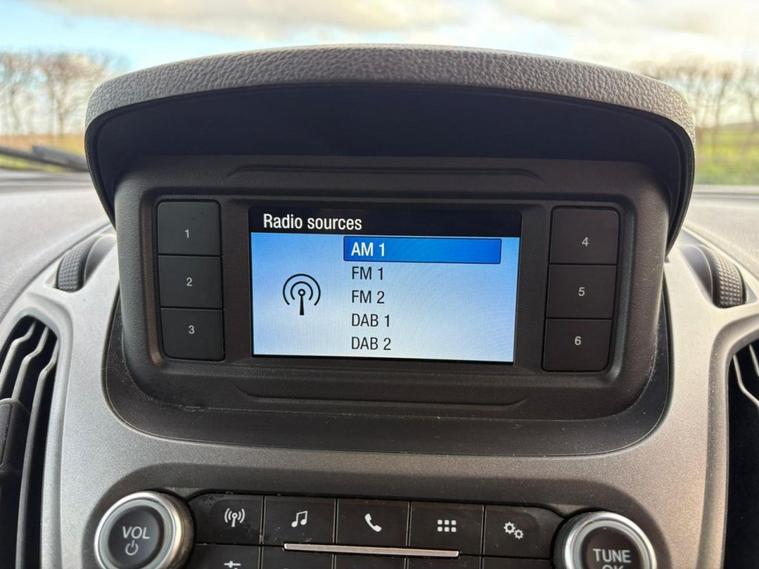 Radio sources
AM 1
FM 1
FM 2
DAB 1
DAB 2
1
2
3
4
5
6
VOL
TUNE
OK